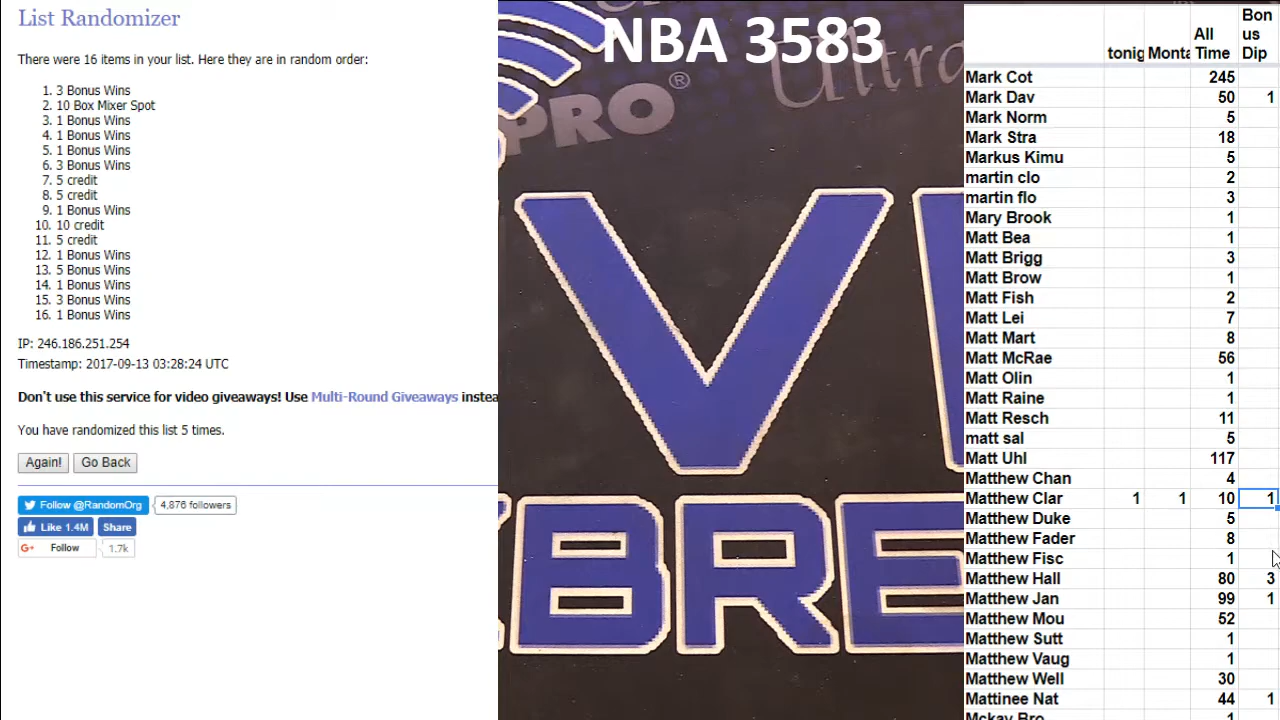 List Randomizer
There were 16 items in your list. Here they are in random order:
1. 3 Bonus Wins
2. 10 Box Mixer Spot
3. 1 Bonus Wins
4. 1 Bonus Wins
5. 1 Bonus Wins
6. 3 Bonus Wins
7. 5 credit
8. 5 credit
9. 1 Bonus Wins
10. 10 credit
11. 5 credit
12. 1 Bonus Wins
13. 5 Bonus Wins
14. 1 Bonus Wins
15. 3 Bonus Wins
16. 1 Bonus Wins
IP: 246.186.251.254
Timestamp: 2017-09-13 03:28:24 UTC
Don't use this service for video giveaways! Use Multi-Round Giveaways instea
You have randomized this list 5 times.
Again! Go Back
Follow @RandomOrg 4,876 followers
Like 1.4M Share
G+ Follow 1.7k
NBA 3583
Ultra
PRO®
V
BRE
tonig Monta All Time Bon us Dip
Mark Cot 245
Mark Dav 50 1
Mark Norm 5
Mark Stra 18
Markus Kimu 5
martin clo 2
martin flo 3
Mary Brook 1
Matt Bea 1
Matt Brigg 3
Matt Brow 1
Matt Fish 2
Matt Lei 7
Matt Mart 8
Matt McRae 56
Matt Olin 1
Matt Raine 1
Matt Resch 11
matt sal 5
Matt Uhl 117
Matthew Chan 4
Matthew Clar 1 1 10 1
Matthew Duke 5
Matthew Fader 8
Matthew Fisc 1
Matthew Hall 80 3
Matthew Jan 99 1
Matthew Mou 52
Matthew Sutt 1
Matthew Vaug 1
Matthew Well 30
Mattinee Nat 44 1
Mckay Bro 1